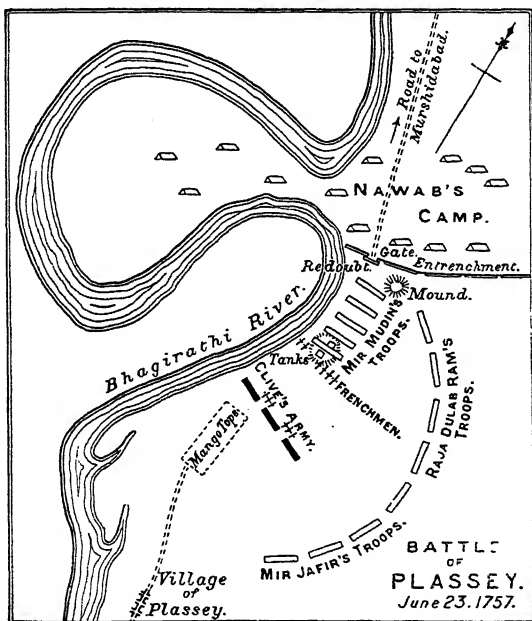 Road to
Murshidabad.
NAWAB'S
CAMP.
Gate.
Redoubt.
Entrenchment.
Mound.
Bhagirathi River.
MIR MUDIN'S
TROOPS.
Tanks
FRENCHMEN.
CLIVE'S ARMY.
RAJA DULAB RAM'S
TROOPS.
Mango Tops.
MIR JAFIR'S TROOPS.
Village
of
Plassey.
BATTLE
OF
PLASSEY.
June 23. 1757.